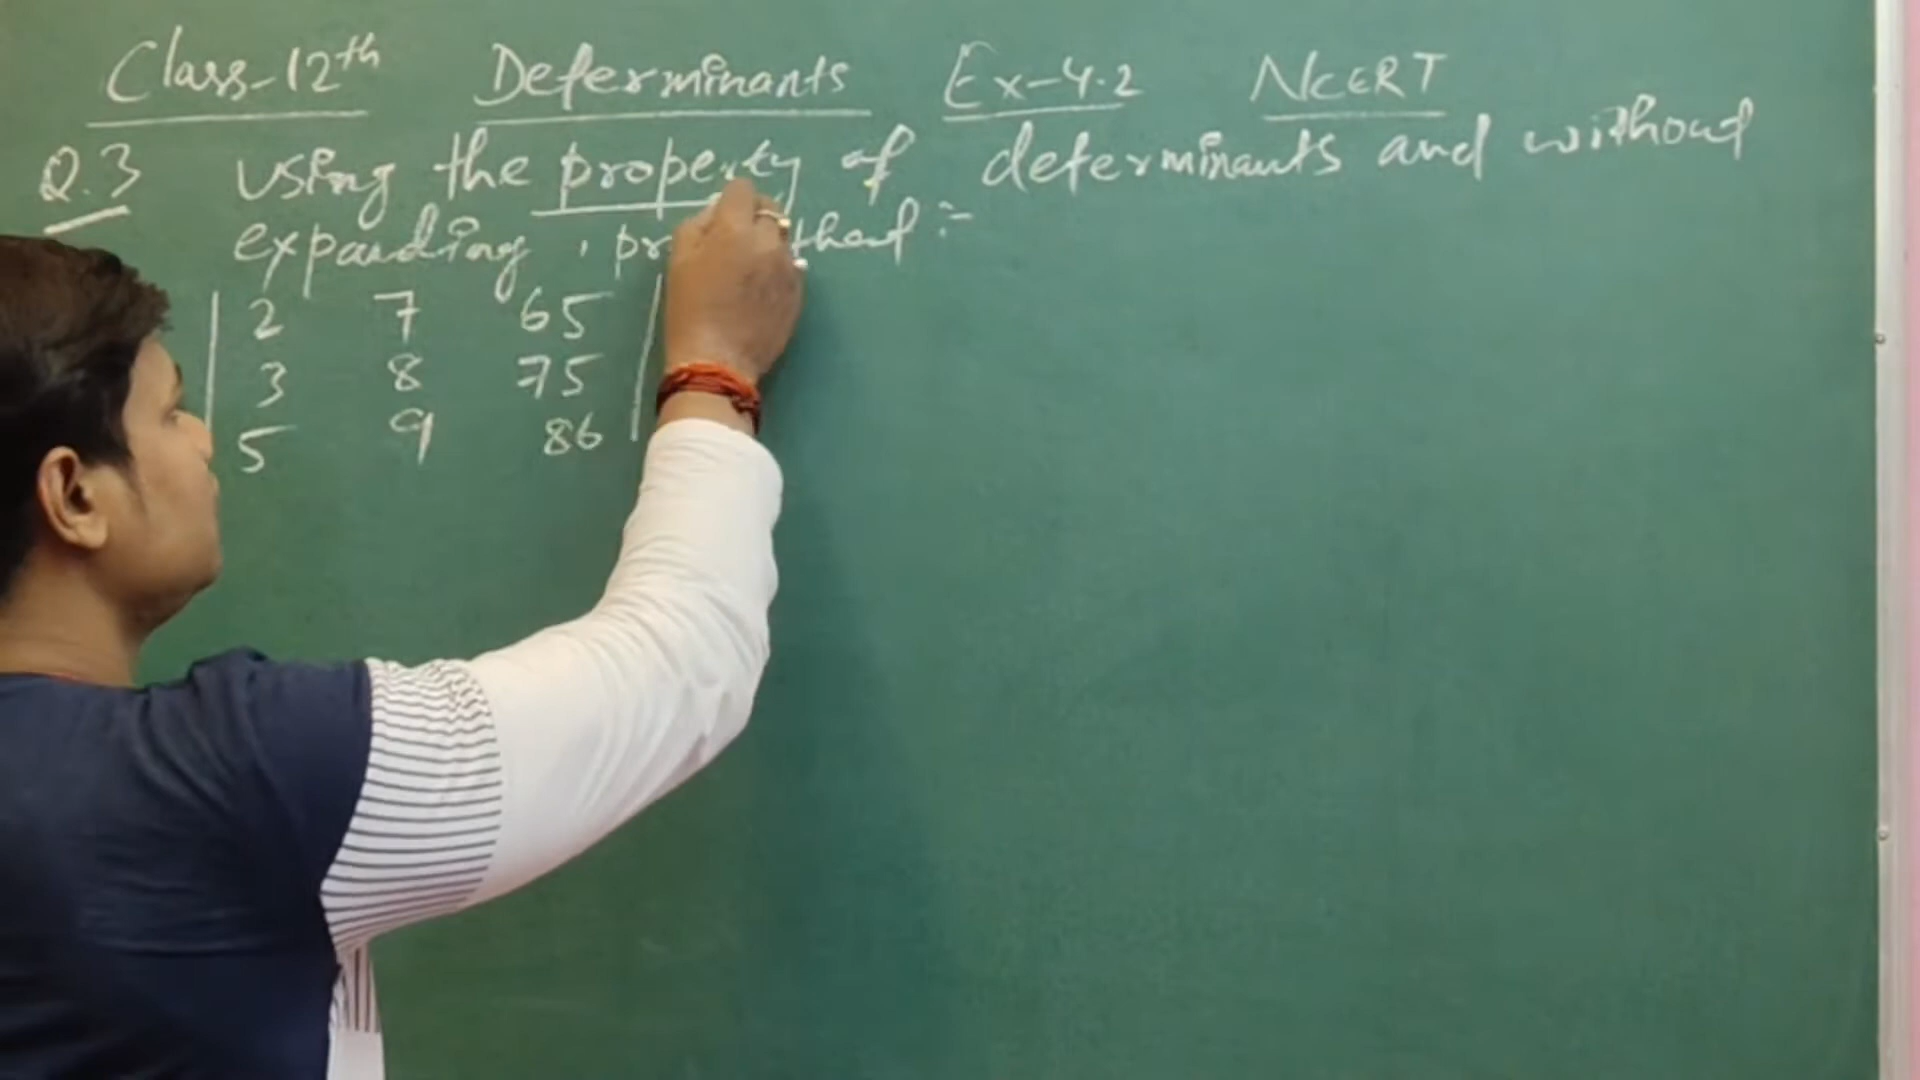 Class-12th Determinants Ex-4.2 NCERT
Q.3 using the property of determinants and without
expanding, that :-
2 7 65
3 8 75
5 9 86